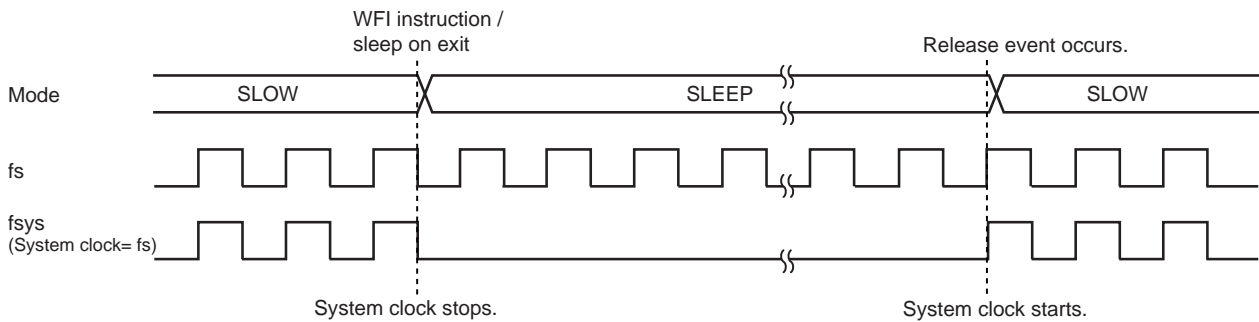 WFI instruction /
sleep on exit
Release event occurs.
Mode
SLOW
SLEEP
SLOW
fs
fsys
(System clock= fs)
System clock stops.
System clock starts.